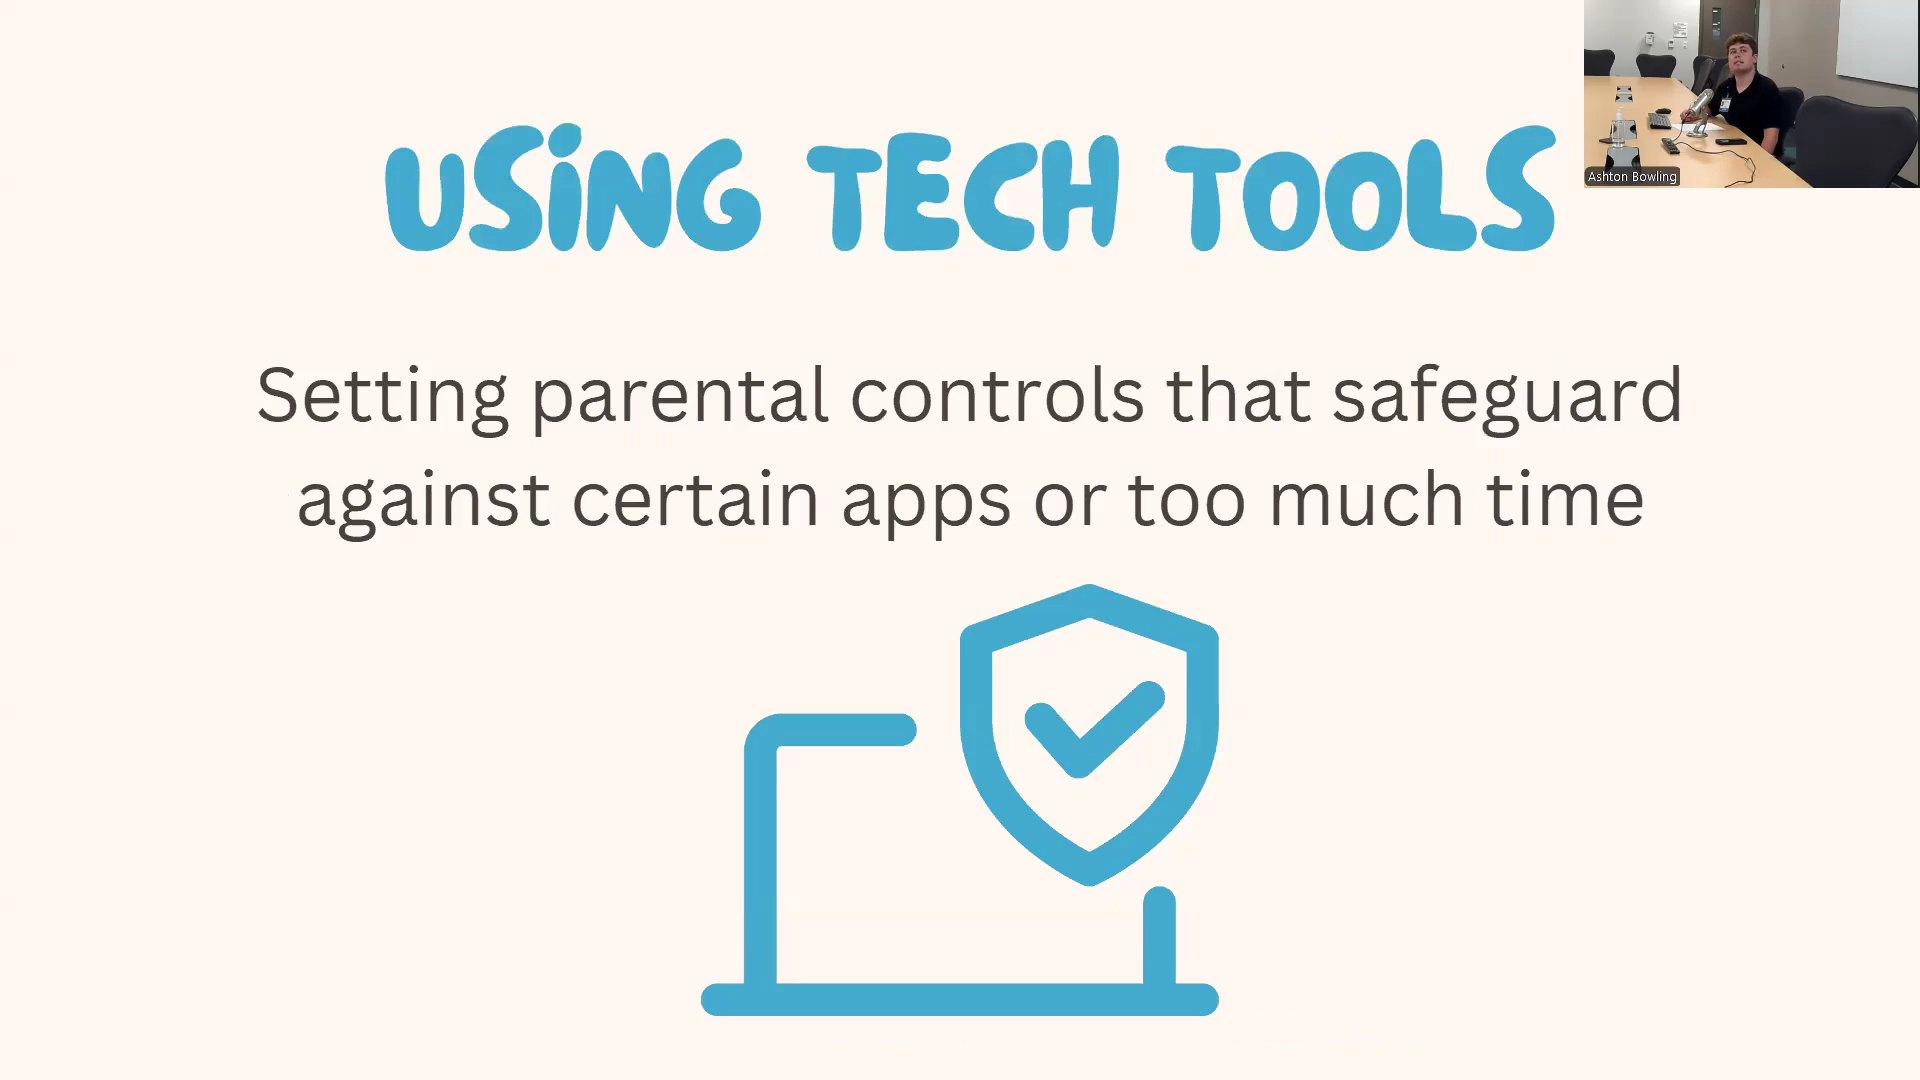 USING TECH TOOLS
Setting parental controls that safeguard
against certain apps or too much time
Ashton Bowling